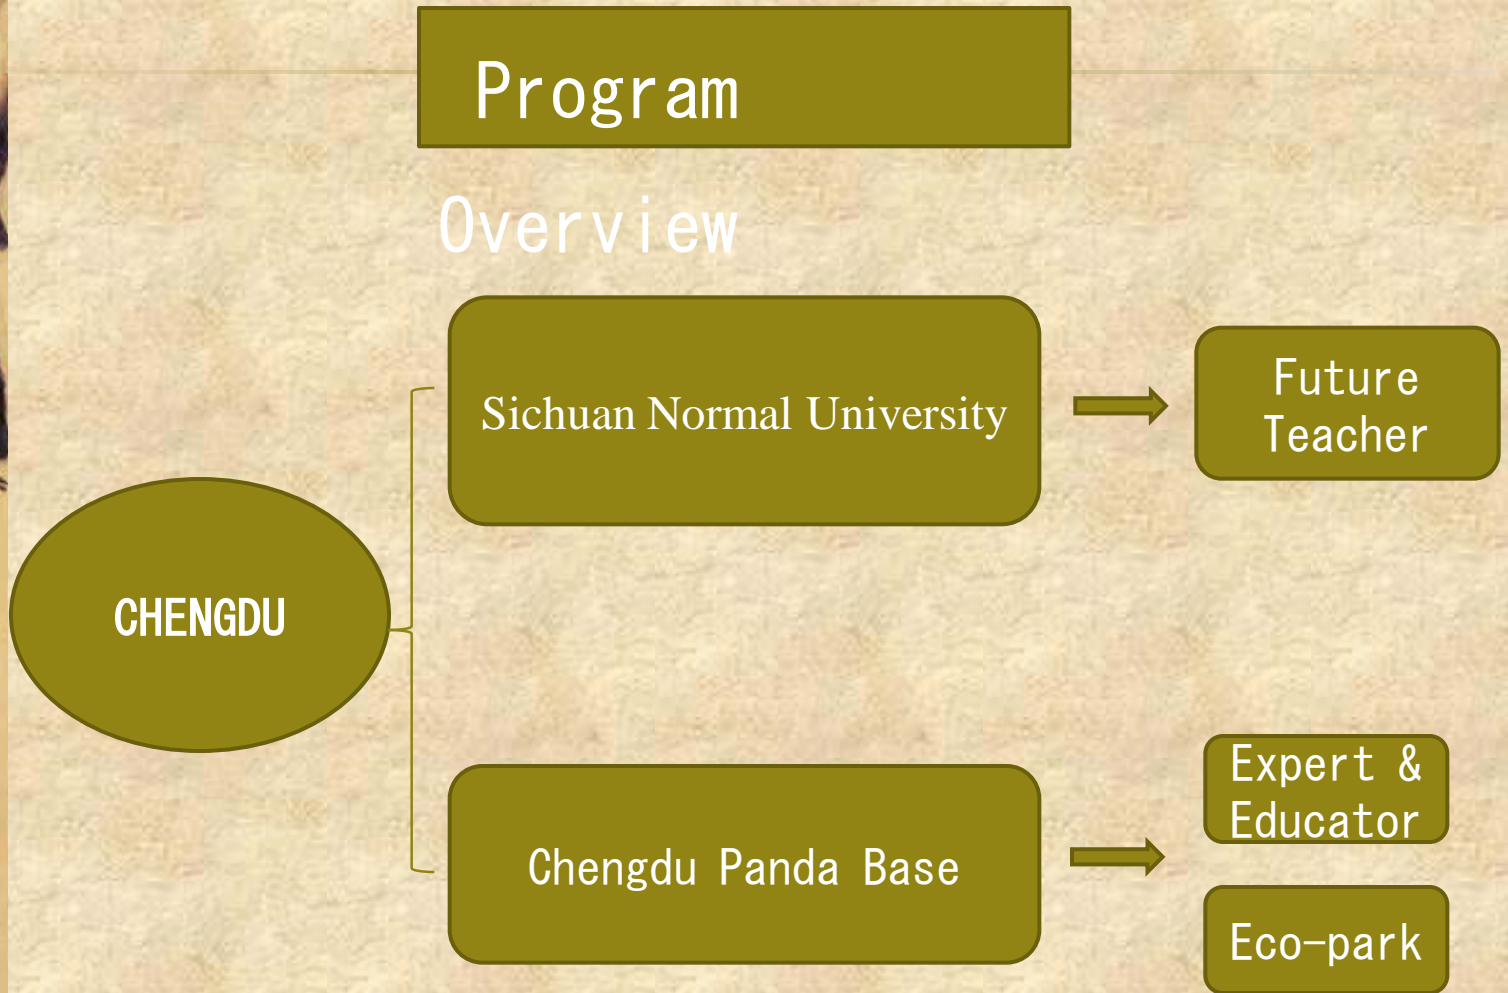 Program
Overview
Sichuan Normal University
Future
Teacher
CHENGDU
Chengdu Panda Base
Expert &
Educator
Eco-park